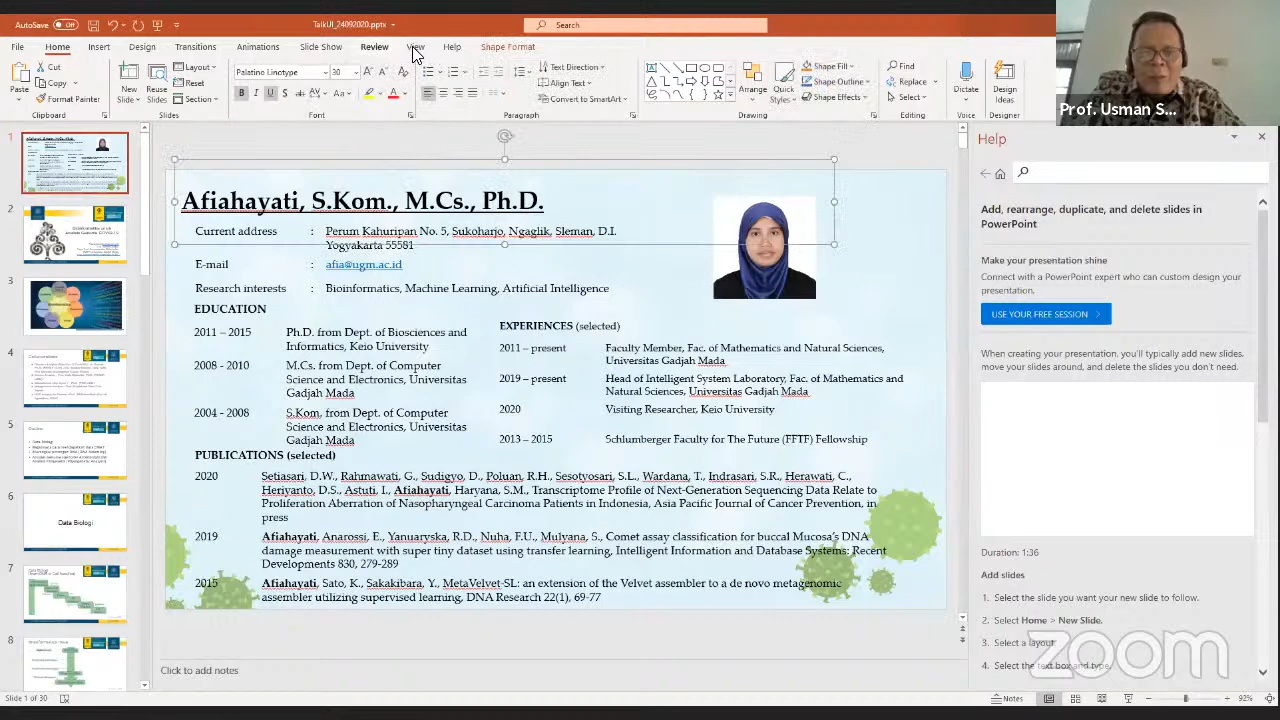 AutoSave Off TalkUI_24092020.pptx Search
File Home Insert Design Transitions Animations Slide Show Review View Help Shape Format
Paste Cut Copy Format Painter Clipboard
New Slide Reuse Slides Layout Reset Section Slides
Palatino Linotype 30 Font
Text Direction Align Text Convert to SmartArt Paragraph
Arrange Quick Styles Shape Fill Shape Outline Shape Effects Drawing
Find Replace Select Editing
Dictate Voice
Design Ideas Designer
Prof. Usman S...
1
2
3
4
5
6
Data Biologi
7
8
Afiahayati, S.Kom., M.Cs., Ph.D.
Current address : Perum Kahuripan No. 5, Sukoharjo, Ngaglik, Sleman, D.I.
Yogyakarta 55581
E-mail : afia@ugm.ac.id
Research interests : Bioinformatics, Machine Learning, Artificial Intelligence
EDUCATION
2011 – 2015 Ph.D. from Dept. of Biosciences and
Informatics, Keio University
2009 – 2010 M.Cs. from Dept. of Computer
Science and Electronics, Universitas
Gadjah Mada
2004 - 2008 S.Kom. from Dept. of Computer
Science and Electronics, Universitas
Gadjah Mada
EXPERIENCES (selected)
2011 – present Faculty Member, Fac. of Mathematics and Natural Sciences,
Universitas Gadjah Mada
– present Head of Intelligent System Laboratory, Fac. of Mathematics and
Natural Sciences, Universitas Gadjah Mada
2020 Visiting Researcher, Keio University
2013 – 2015 Schlumberger Faculty for The Future (FFTF) Fellowship
PUBLICATIONS (selected)
2020 Setiasari, D.W., Rahmawati, G., Sudigyo, D., Poluan, R.H., Sesotyosari, S.L., Wardana, T., Indrasari, S.R., Herawati, C.,
Heriyanto, D.S., Astuti, I., Afiahayati, Haryana, S.M., Transcriptome Profile of Next-Generation Sequencing Data Relate to
Proliferation Aberration of Nasopharyngeal Carcinoma Patients in Indonesia, Asia Pacific Journal of Cancer Prevention, in
press
2019 Afiahayati, Anarossi, E., Yanuaryska, R.D., Nuha, F.U., Mulyana, S., Comet assay classification for buccal Mucosa's DNA
damage measurement with super tiny dataset using transfer learning, Intelligent Information and Database Systems: Recent
Developments 830, 279-289
2015 Afiahayati, Sato, K., Sakakibara, Y., MetaVelvet-SL: an extension of the Velvet assembler to a de novo metagenomic
assembler utilizing supervised learning, DNA Research 22(1), 69-77
Click to add notes
Help
Add, rearrange, duplicate, and delete slides in
PowerPoint
Make your presentation shine
Connect with a PowerPoint expert who can custom design your
presentation.
USE YOUR FREE SESSION
When creating your presentation, you'll typically add new slides,
move your slides around, and delete the slides you don't need.
Duration: 1:36
Add slides
1. Select the slide you want your new slide to follow.
2. Select Home > New Slide.
3. Select a layout.
4. Select the text box and type.
zoom
Slide 1 of 30 Notes 92%